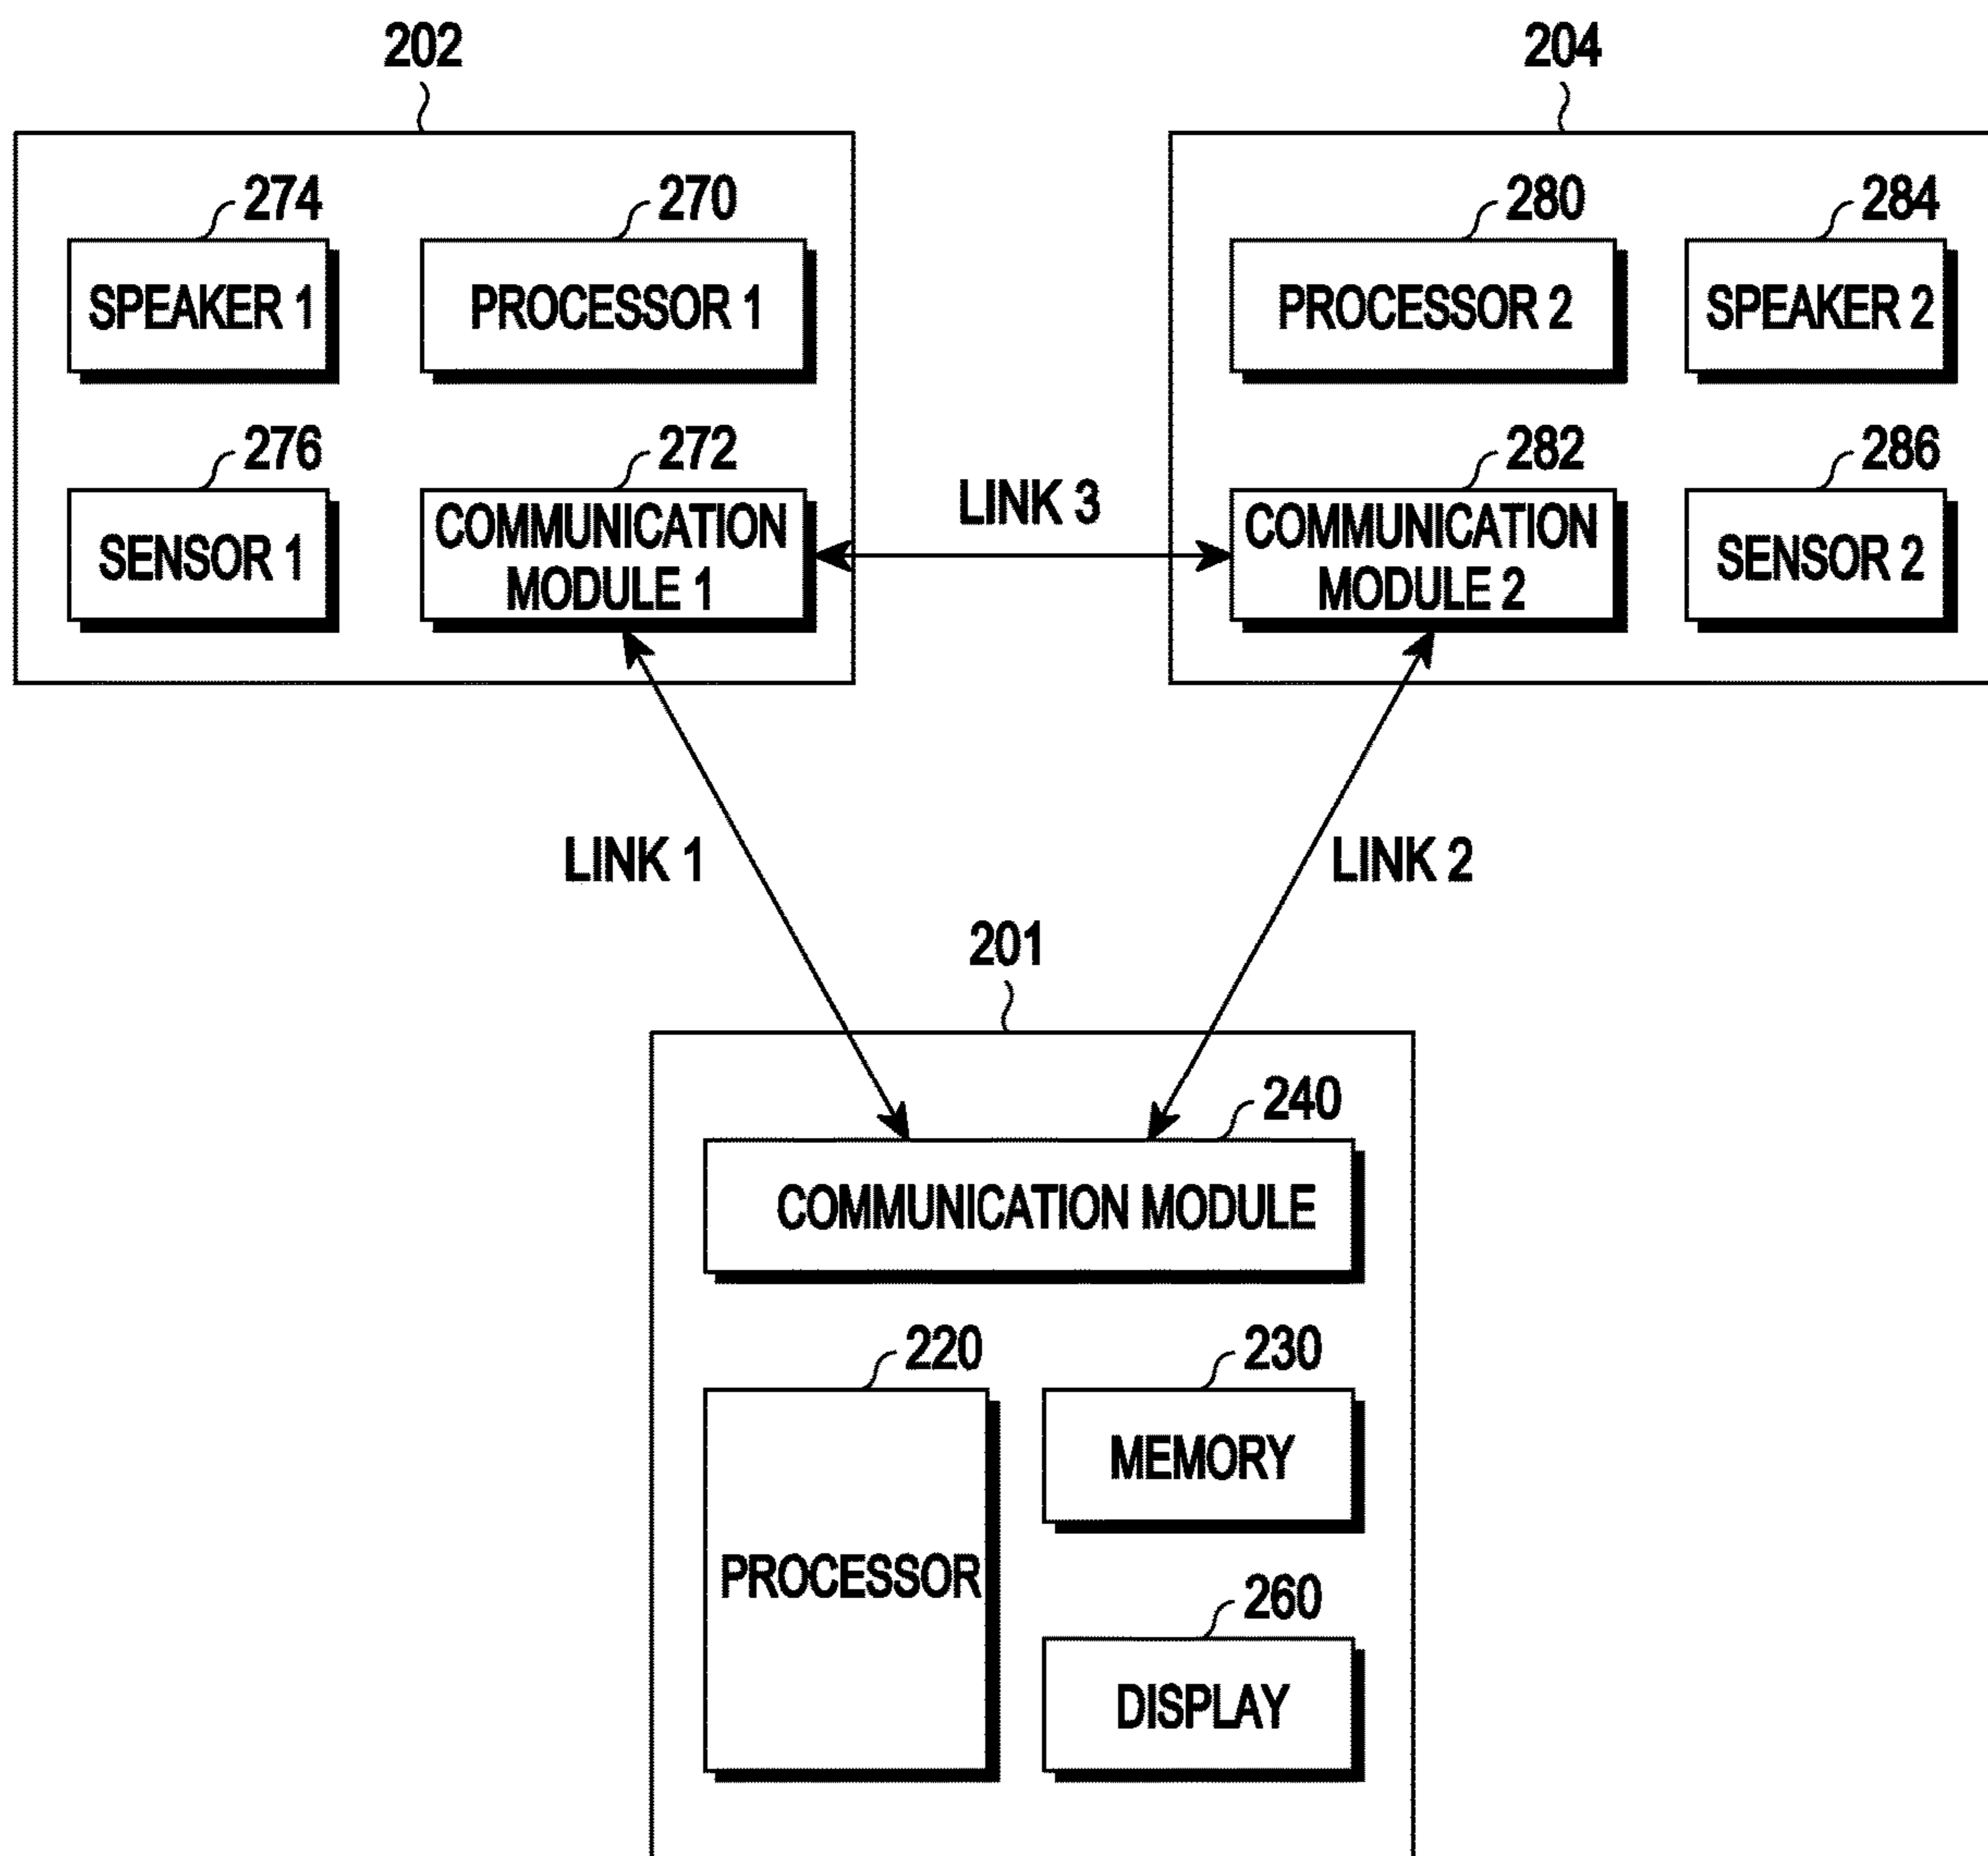 202
204
274
270
280
284
SPEAKER 1
PROCESSOR 1
PROCESSOR 2
SPEAKER 2
276
272
282
286
LINK 3
SENSOR 1
COMMUNICATION
MODULE 1
COMMUNICATION
MODULE 2
SENSOR 2
LINK 1
LINK 2
201
240
COMMUNICATION MODULE
220
230
MEMORY
PROCESSOR
260
DISPLAY